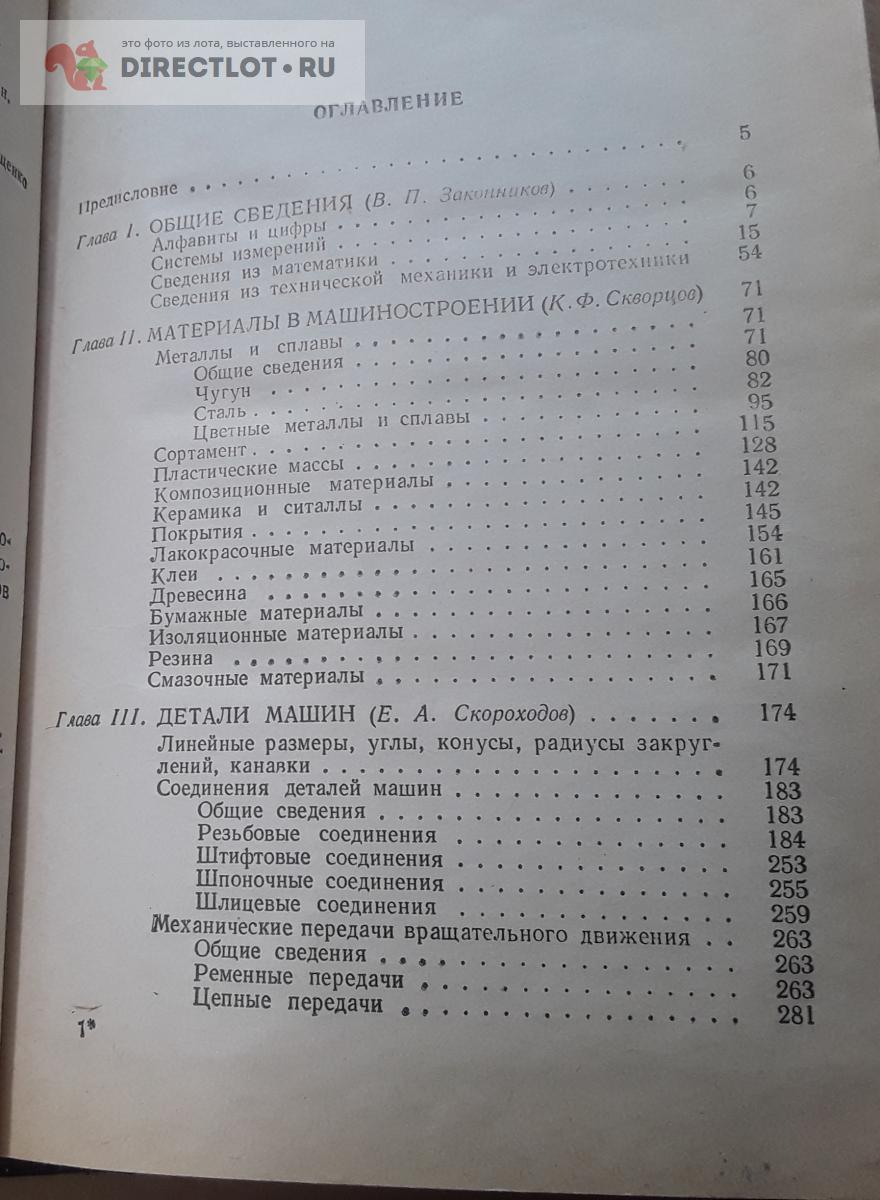 это фото из лота, выставленного на
DIRECTLOT.RU
ОГЛАВЛЕНИЕ
Предисловие . . . . . . . . . . . . . . . . . . . . 5
Глава I. ОБЩИЕ СВЕДЕНИЯ (В. П. Законников) . . . . . . 6
Алфавиты и цифры . . . . . . . . . . . . . . . . 6
Системы измерений . . . . . . . . . . . . . . . . 7
Сведения из математики . . . . . . . . . . . . . . 15
Сведения из технической механики и электротехники 54
Глава II. МАТЕРИАЛЫ В МАШИНОСТРОЕНИИ (К. Ф. Скворцов) 71
Металлы и сплавы . . . . . . . . . . . . . . . . 71
Общие сведения . . . . . . . . . . . . . . . . 71
Чугун . . . . . . . . . . . . . . . . . . . . 80
Сталь . . . . . . . . . . . . . . . . . . . . 82
Цветные металлы и сплавы . . . . . . . . . . 95
Сортамент . . . . . . . . . . . . . . . . . . . . 115
Пластические массы . . . . . . . . . . . . . . . . 128
Композиционные материалы . . . . . . . . . . . . 142
Керамика и ситаллы . . . . . . . . . . . . . . . . 142
Покрытия . . . . . . . . . . . . . . . . . . . . 145
Лакокрасочные материалы . . . . . . . . . . . . . 154
Клеи . . . . . . . . . . . . . . . . . . . . . . 161
Древесина . . . . . . . . . . . . . . . . . . . . 165
Бумажные материалы . . . . . . . . . . . . . . . 166
Изоляционные материалы . . . . . . . . . . . . . 167
Резина . . . . . . . . . . . . . . . . . . . . . 169
Смазочные материалы . . . . . . . . . . . . . . . 171
Глава III. ДЕТАЛИ МАШИН (Е. А. Скороходов) . . . . . . . 174
Линейные размеры, углы, конусы, радиусы закруг-
лений, канавки . . . . . . . . . . . . . . . . . . 174
Соединения деталей машин . . . . . . . . . . . . . 183
Общие сведения . . . . . . . . . . . . . . . . 183
Резьбовые соединения . . . . . . . . . . . . . 184
Штифтовые соединения . . . . . . . . . . . . . 253
Шпоночные соединения . . . . . . . . . . . . . 255
Шлицевые соединения . . . . . . . . . . . . . 259
Механические передачи вращательного движения . . 263
Общие сведения . . . . . . . . . . . . . . . . 263
Ременные передачи . . . . . . . . . . . . . . 263
Цепные передачи . . . . . . . . . . . . . . . 281
1*